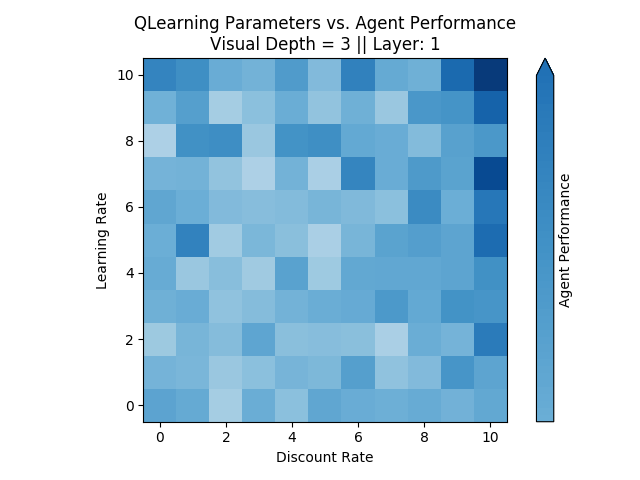 QLearning Parameters vs. Agent Performance
Visual Depth = 3 || Layer: 1
10
8
6
4
2
0
Learning Rate
0 2 4 6 8 10
Discount Rate
Agent Performance